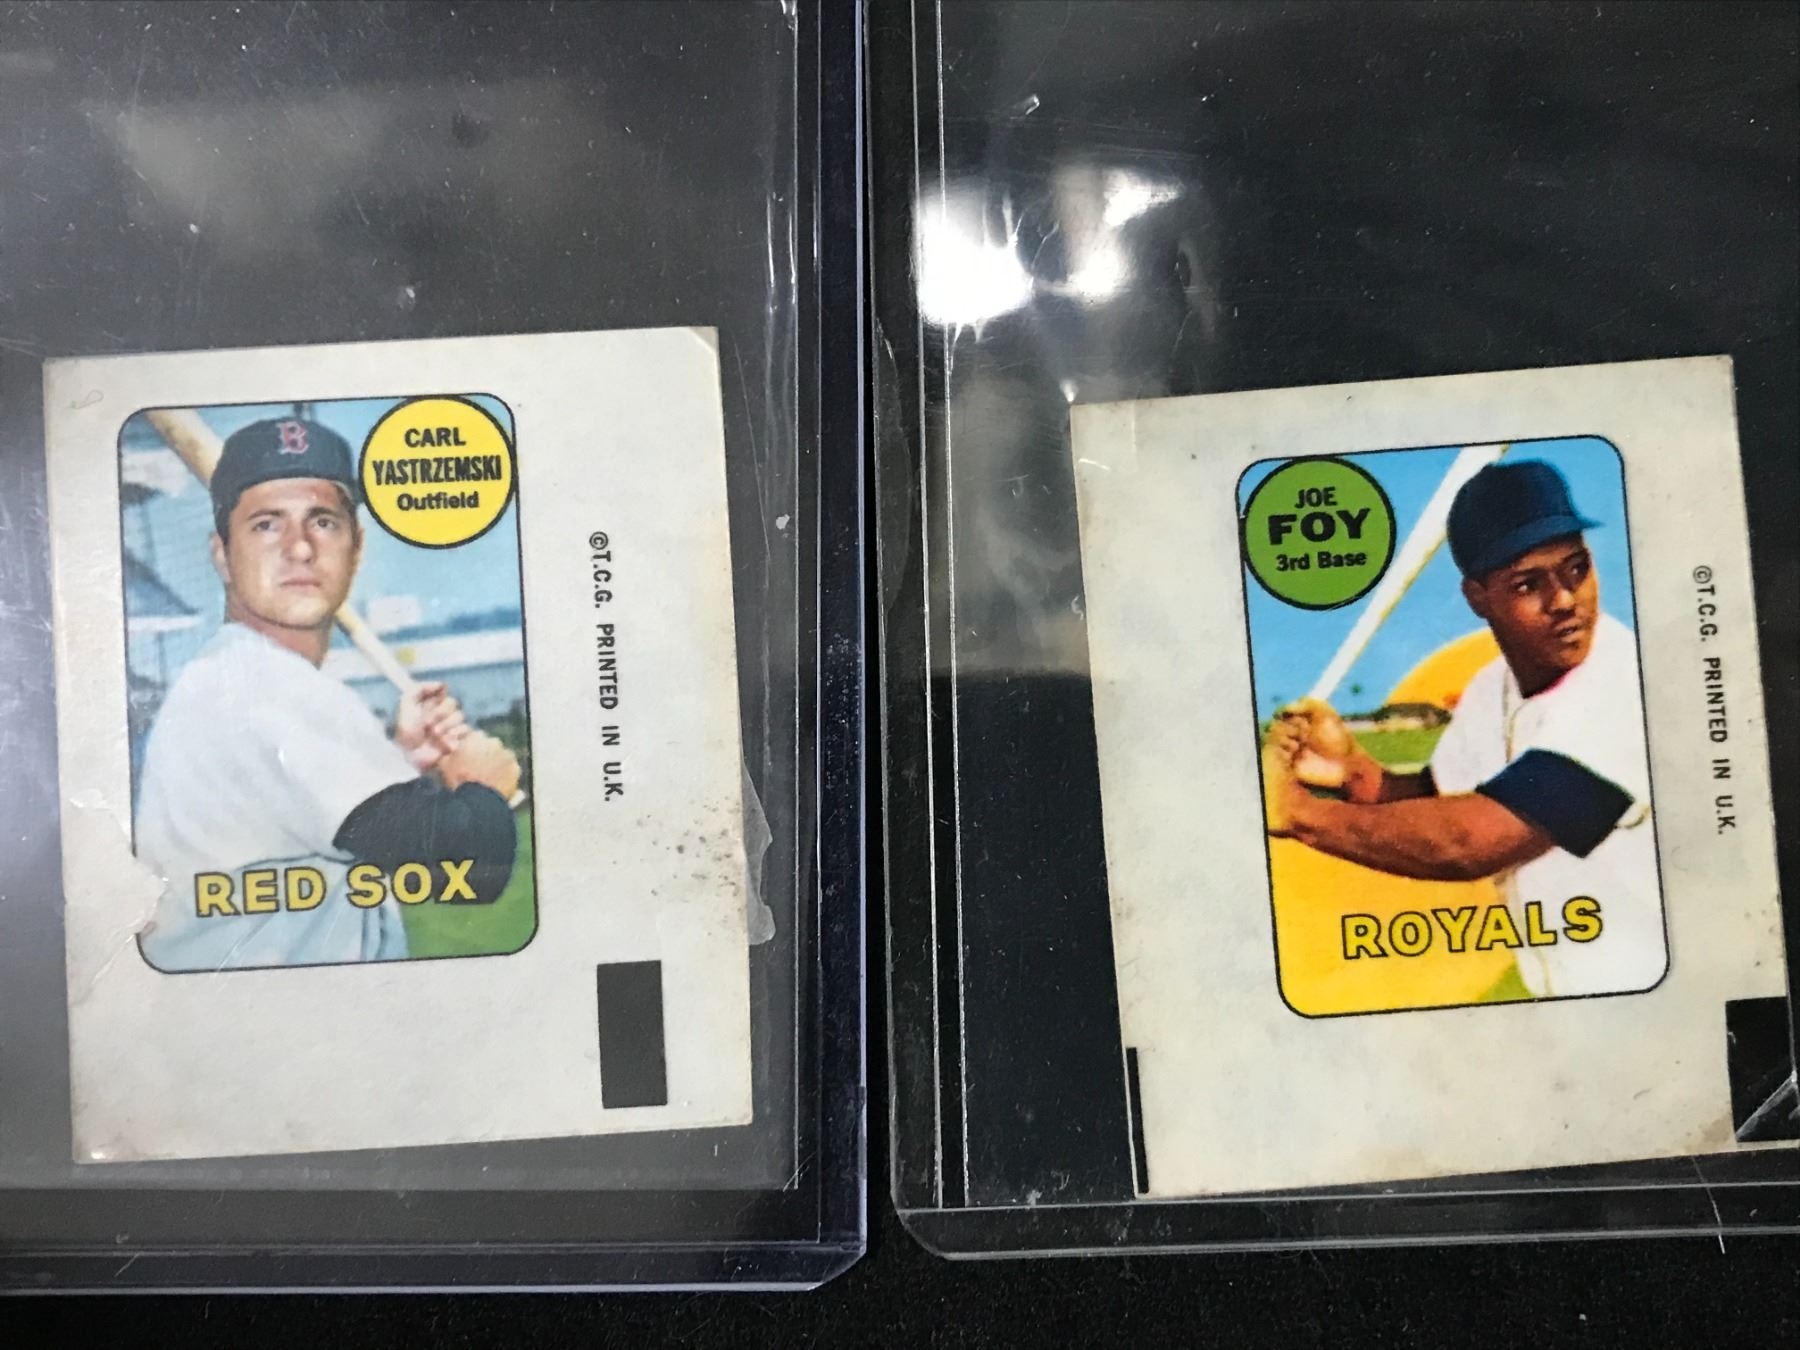 CARL
YASTRZEMSKI
Outfield
B
RED SOX
©T.C.G. PRINTED IN U.K.
JOE
FOY
3rd Base
ROYALS
©T.C.G. PRINTED IN U.K.